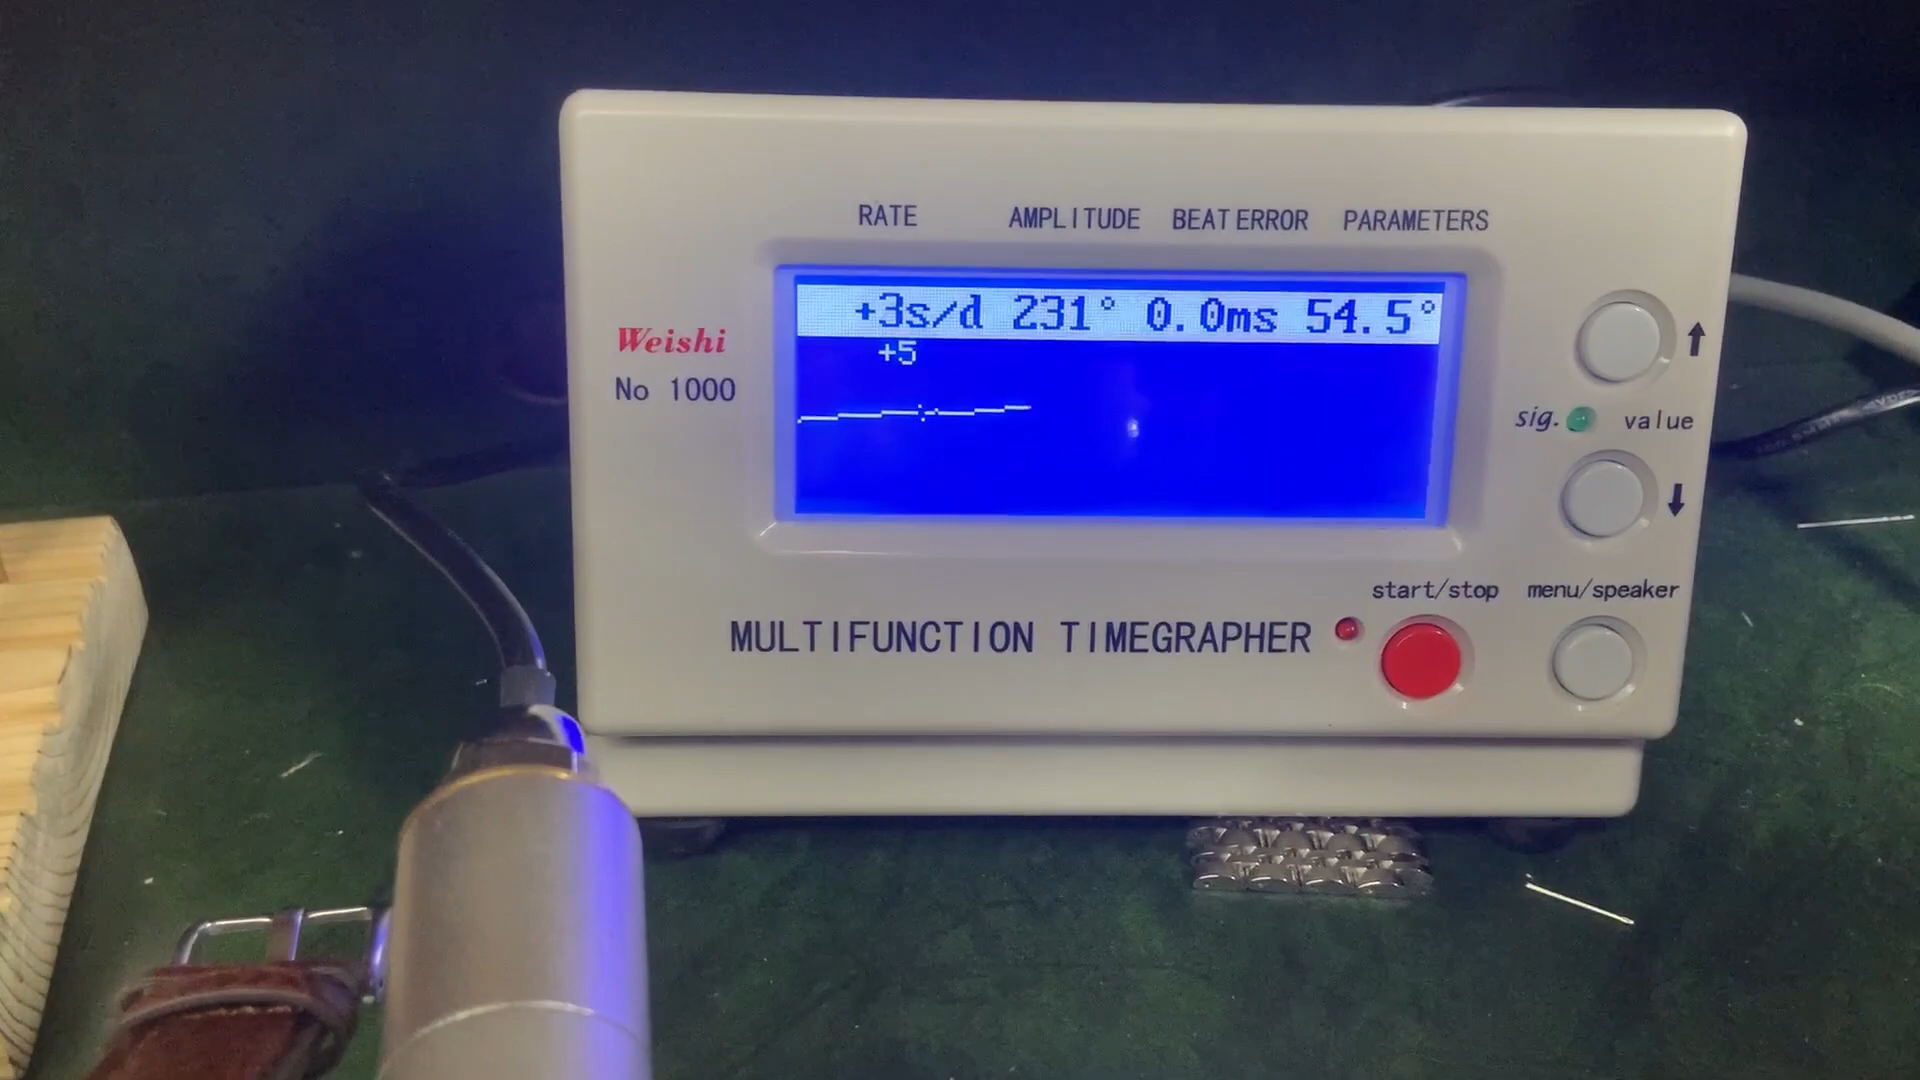 RATE AMPLITUDE BEAT ERROR PARAMETERS
+3s/d 231° 0.0ms 54.5°
+5
Weishi
No 1000
sig. value
start/stop menu/speaker
MULTIFUNCTION TIMEGRAPHER